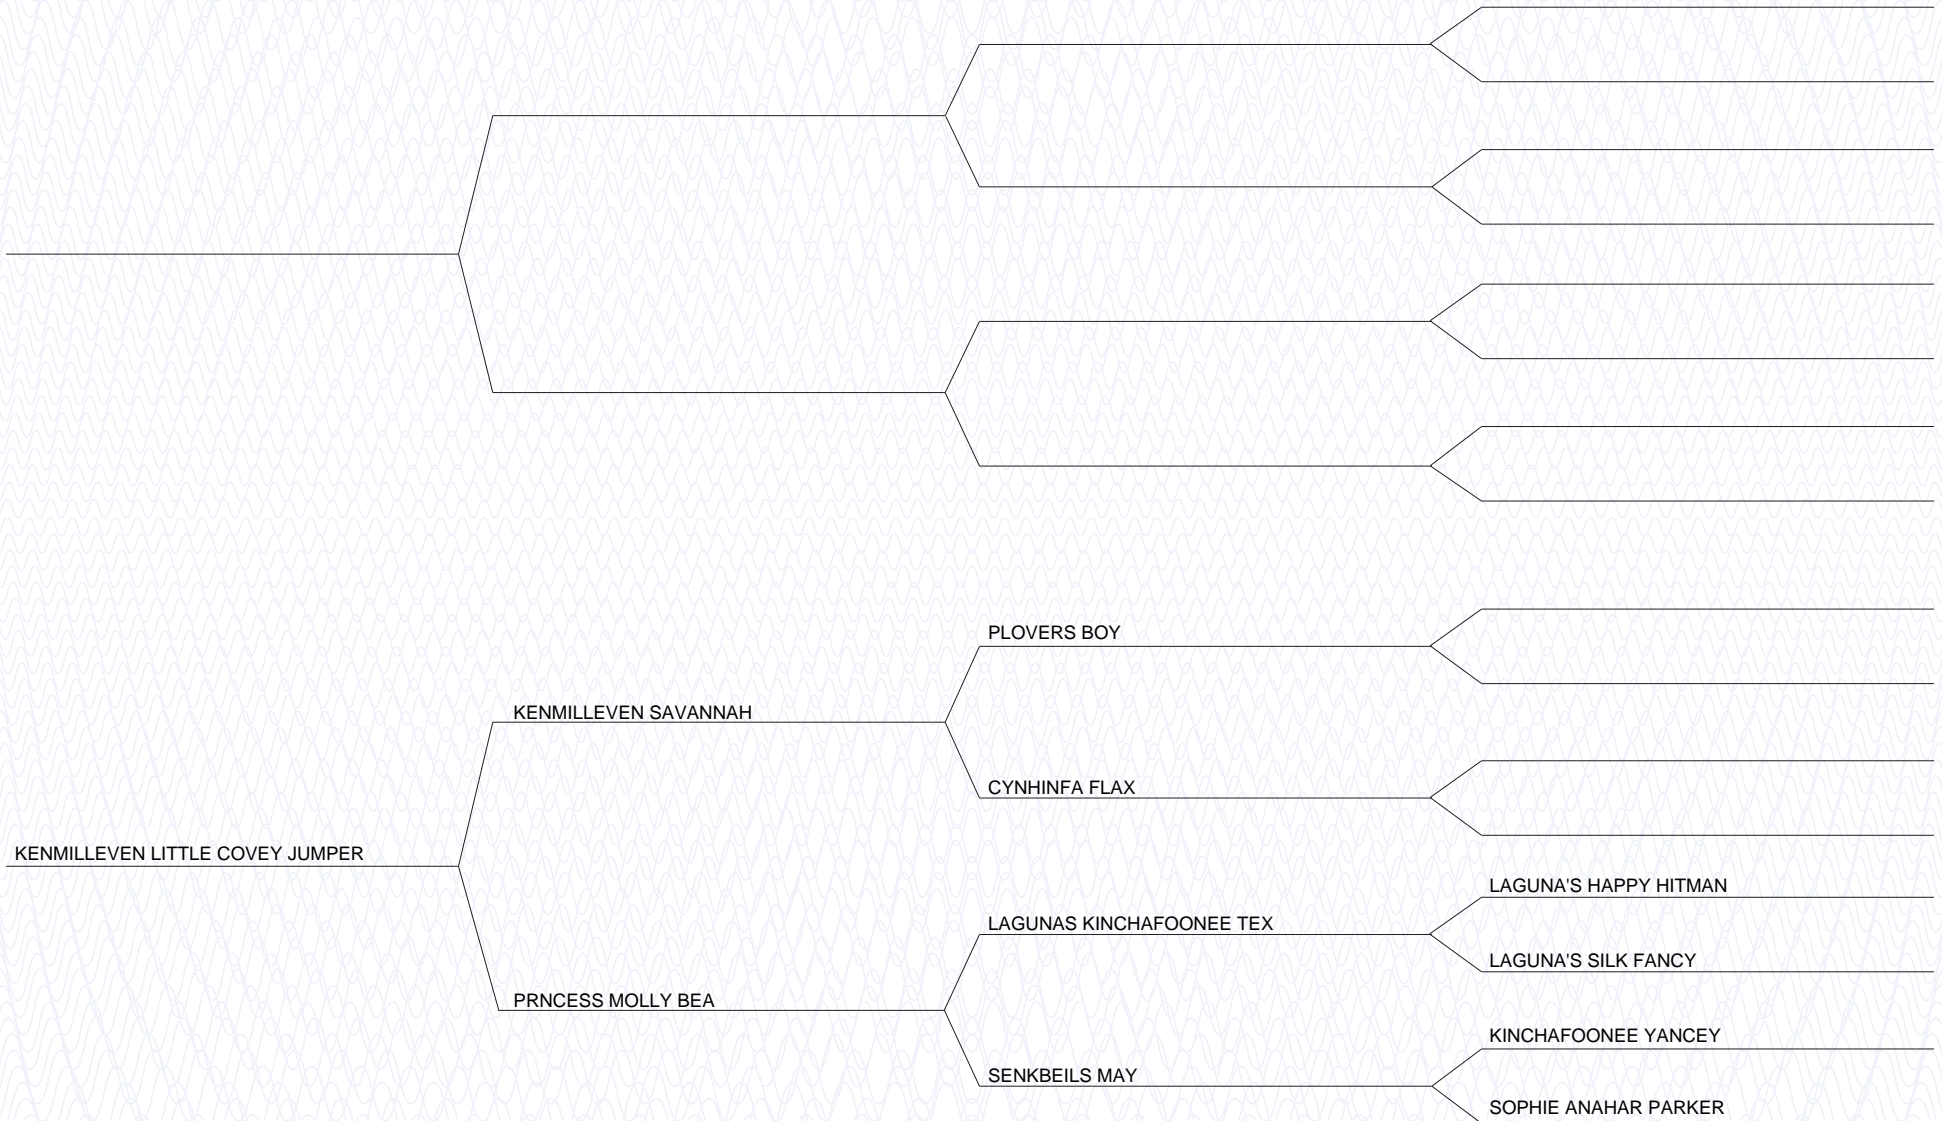 PLOVERS BOY
KENMILLEVEN SAVANNAH
CYNHINFA FLAX
KENMILLEVEN LITTLE COVEY JUMPER
LAGUNA'S HAPPY HITMAN
LAGUNAS KINCHAFOONEE TEX
LAGUNA'S SILK FANCY
PRNCESS MOLLY BEA
KINCHAFOONEE YANCEY
SENKBEILS MAY
SOPHIE ANAHAR PARKER